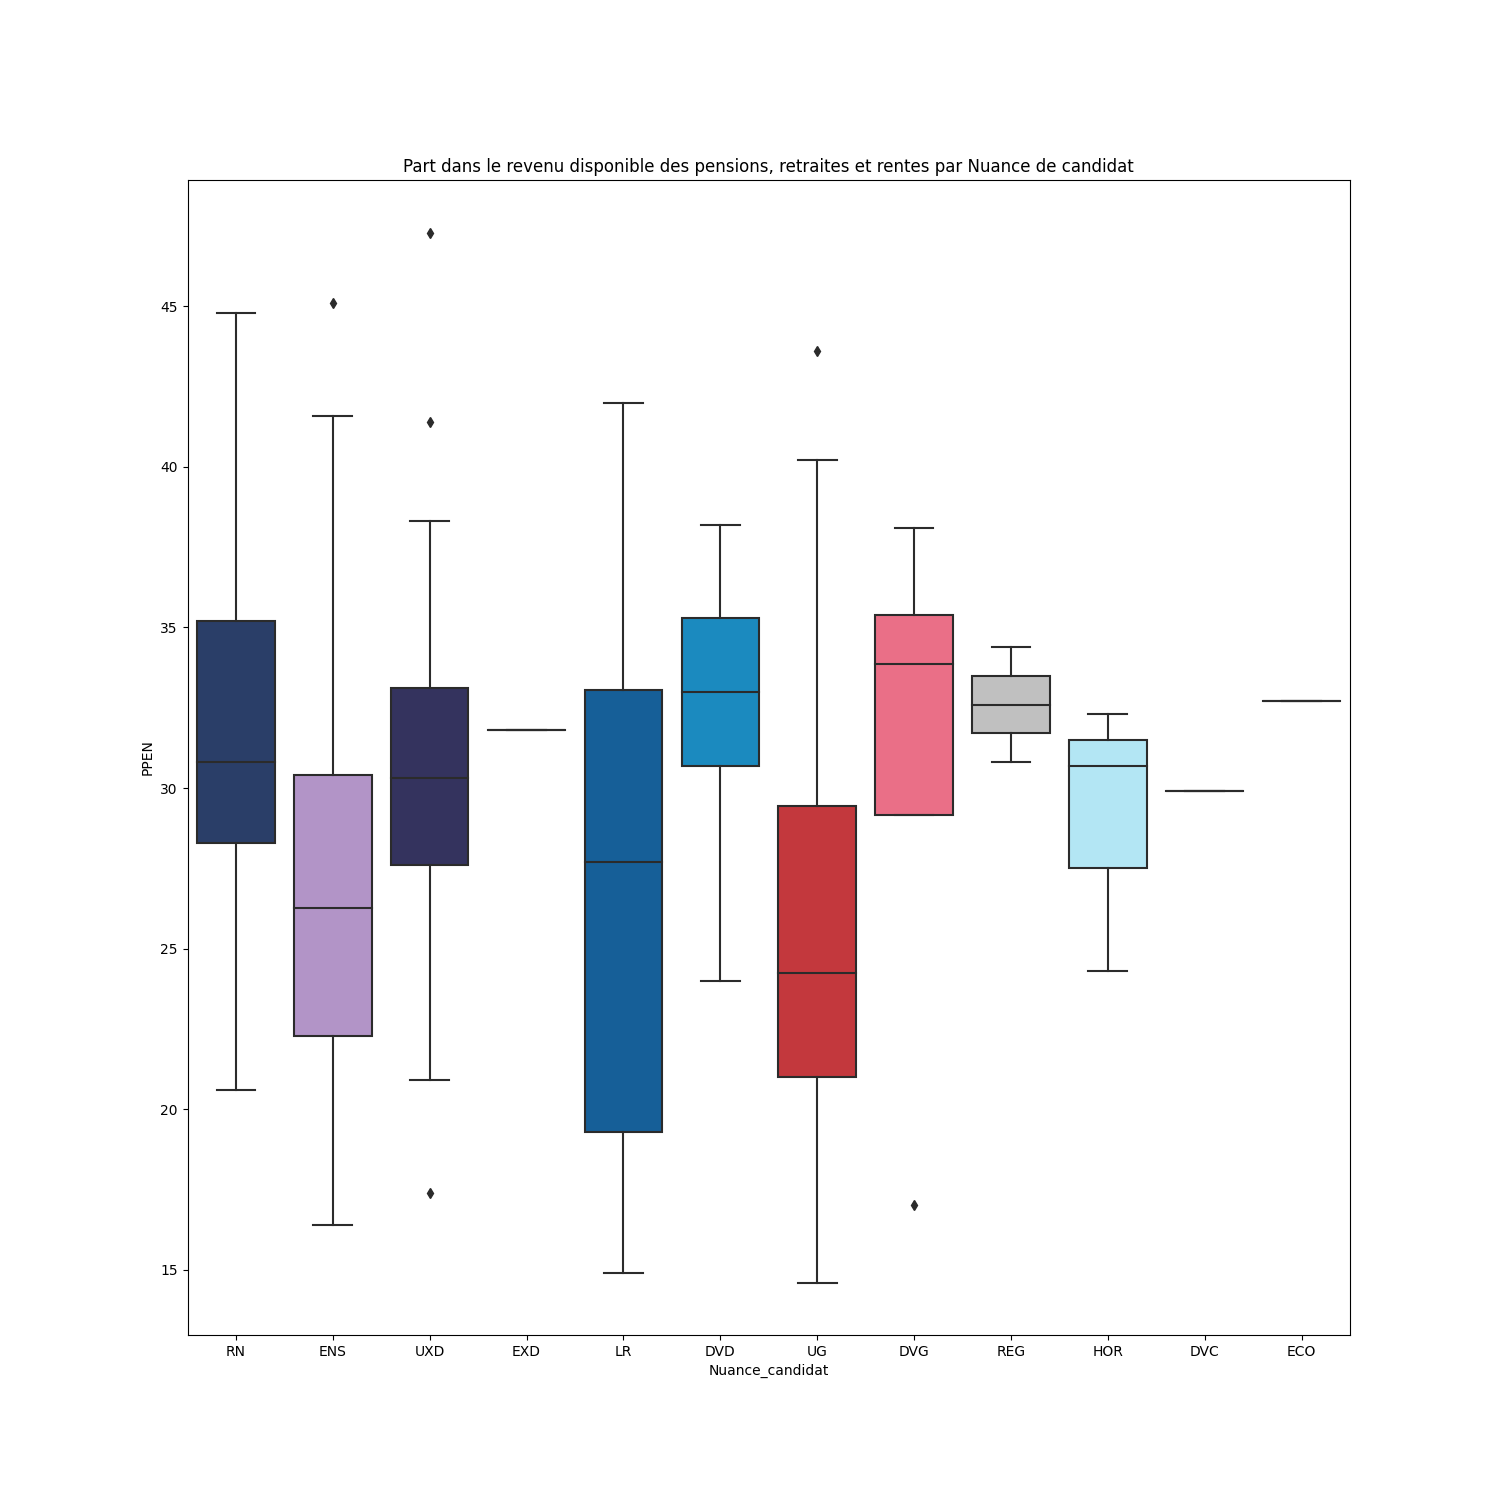 Part dans le revenu disponible des pensions, retraites et rentes par Nuance de candidat
PPEN
45
40
35
30
25
20
15
RN ENS UXD EXD LR DVD UG DVG REG HOR DVC ECO
Nuance_candidat